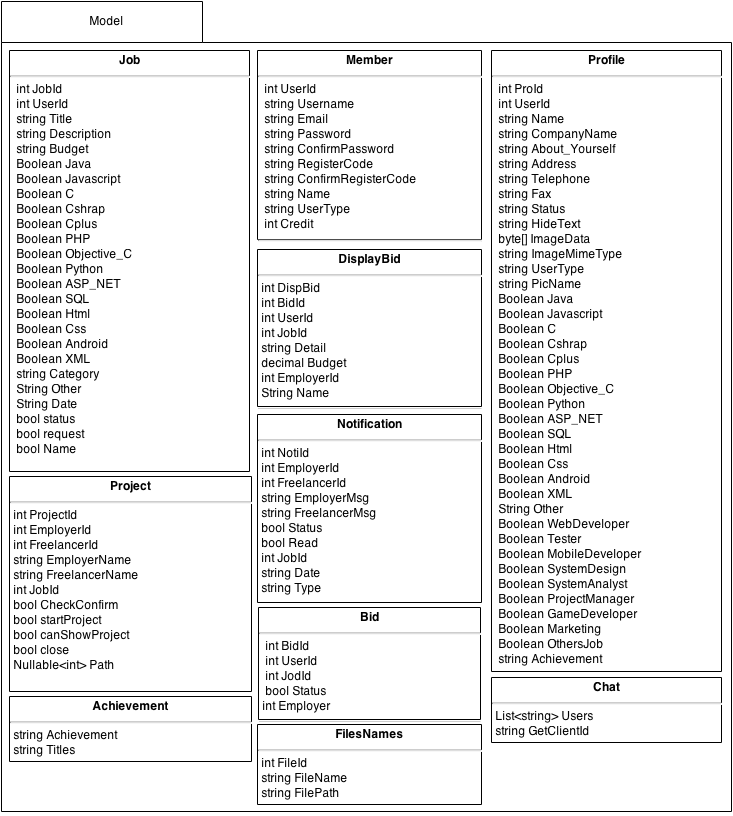 Model
Job
int JobId
int UserId
string Title
string Description
string Budget
Boolean Java
Boolean Javascript
Boolean C
Boolean Cshrap
Boolean Cplus
Boolean PHP
Boolean Objective_C
Boolean Python
Boolean ASP_NET
Boolean SQL
Boolean Html
Boolean Css
Boolean Android
Boolean XML
string Category
String Other
String Date
bool status
bool request
bool Name
Project
int ProjectId
int EmployerId
int FreelancerId
string EmployerName
string FreelancerName
int JobId
bool CheckConfirm
bool startProject
bool canShowProject
bool close
Nullable<int> Path
Achievement
string Achievement
string Titles
Member
int UserId
string Username
string Email
string Password
string ConfirmPassword
string RegisterCode
string ConfirmRegisterCode
string Name
string UserType
int Credit
DisplayBid
int DispBid
int BidId
int UserId
int JobId
string Detail
decimal Budget
int EmployerId
String Name
Notification
int NotiId
int EmployerId
int FreelancerId
string EmployerMsg
string FreelancerMsg
bool Status
bool Read
int JobId
string Date
string Type
Bid
int BidId
int UserId
int JodId
bool Status
int Employer
FilesNames
int FileId
string FileName
string FilePath
Profile
int ProId
int UserId
string Name
string CompanyName
string About_Yourself
string Address
string Telephone
string Fax
string Status
string HideText
byte[] ImageData
string ImageMimeType
string UserType
string PicName
Boolean Java
Boolean Javascript
Boolean C
Boolean Cshrap
Boolean Cplus
Boolean PHP
Boolean Objective_C
Boolean Python
Boolean ASP_NET
Boolean SQL
Boolean Html
Boolean Css
Boolean Android
Boolean XML
String Other
Boolean WebDeveloper
Boolean Tester
Boolean MobileDeveloper
Boolean SystemDesign
Boolean SystemAnalyst
Boolean ProjectManager
Boolean GameDeveloper
Boolean Marketing
Boolean OthersJob
string Achievement
Chat
List<string> Users
string GetClientId